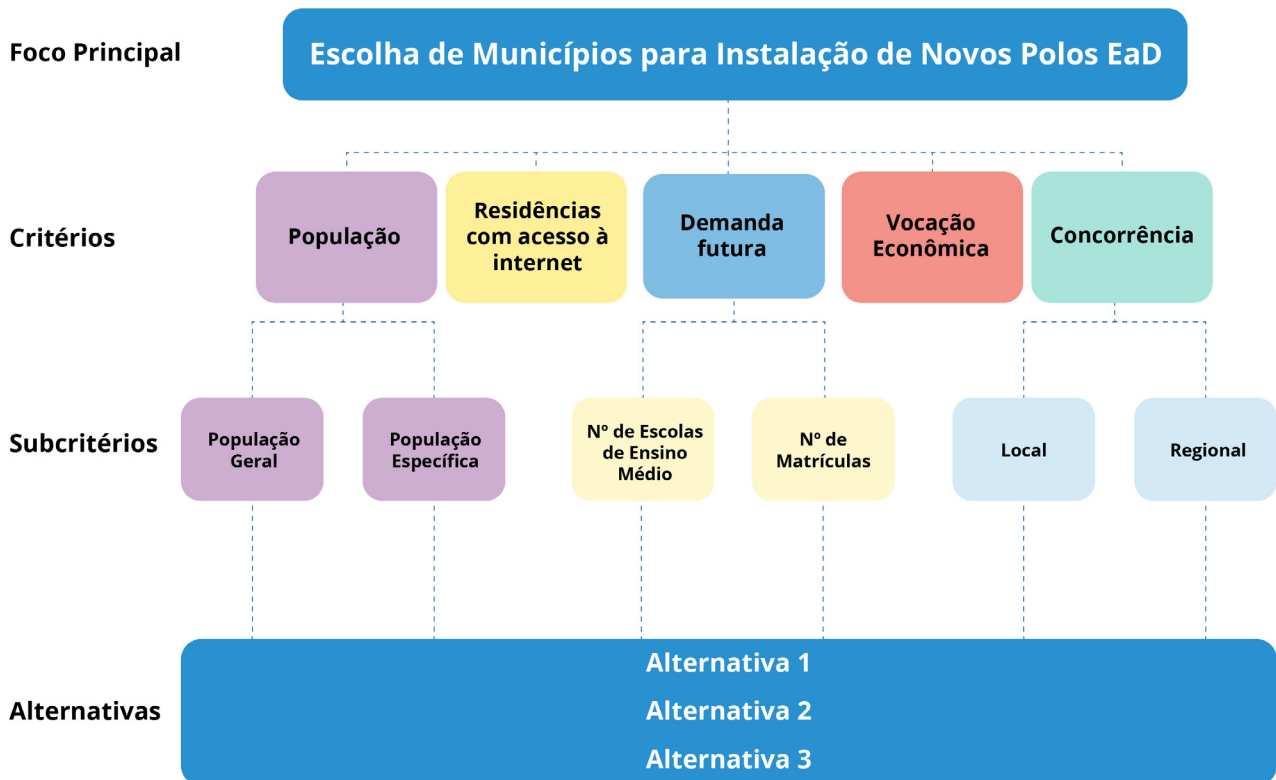 Foco Principal
Escolha de Municípios para Instalação de Novos Polos EaD
Critérios
População
Residências
com acesso à
internet
Demanda
futura
Vocação
Econômica
Concorrência
Subcritérios
População
Geral
População
Específica
Nº de Escolas
de Ensino
Médio
Nº de
Matrículas
Local
Regional
Alternativas
Alternativa 1
Alternativa 2
Alternativa 3